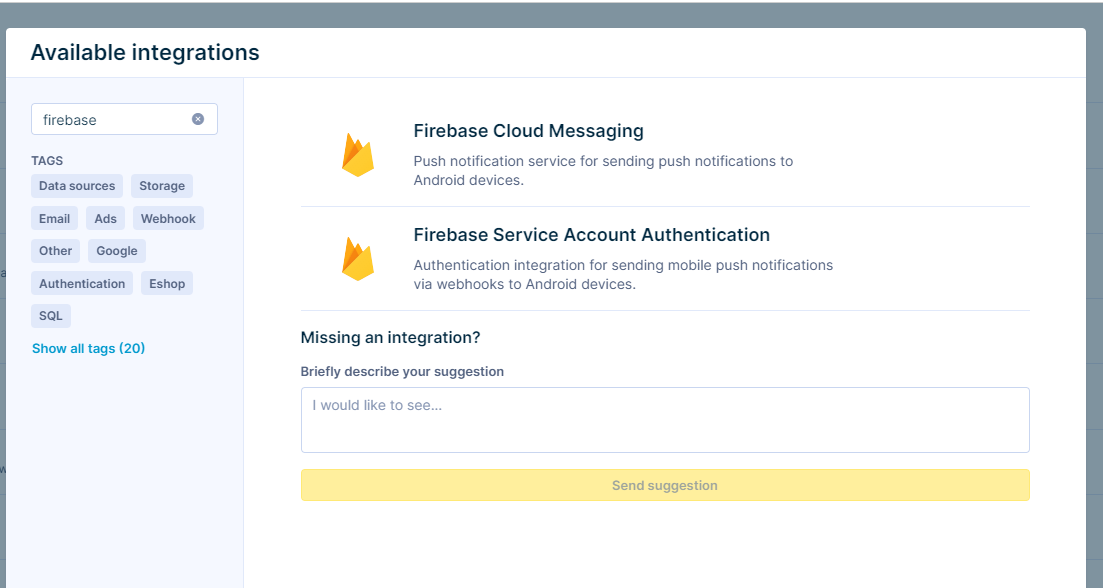 Available integrations
firebase
TAGS
Data sources Storage
Email Ads Webhook
Other Google
Authentication Eshop
SQL
Show all tags (20)
Firebase Cloud Messaging
Push notification service for sending push notifications to
Android devices.
Firebase Service Account Authentication
Authentication integration for sending mobile push notifications
via webhooks to Android devices.
Missing an integration?
Briefly describe your suggestion
I would like to see...
Send suggestion